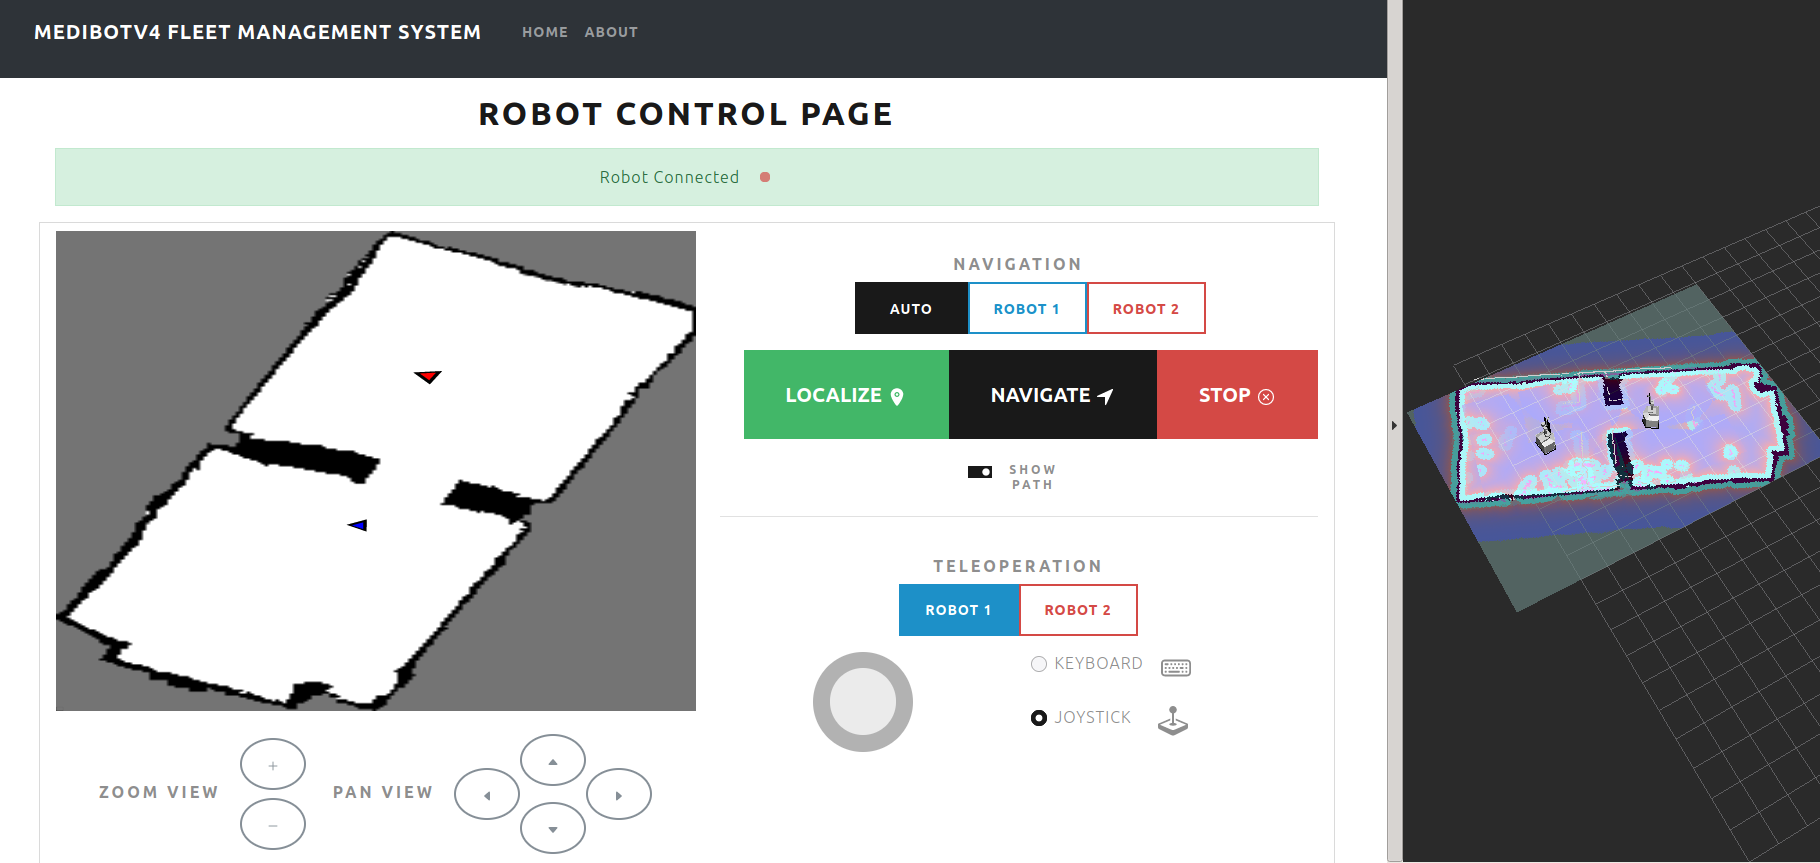 MEDIBOTV4 FLEET MANAGEMENT SYSTEM HOME ABOUT
ROBOT CONTROL PAGE
Robot Connected
NAVIGATION
AUTO ROBOT 1 ROBOT 2
LOCALIZE NAVIGATE STOP
SHOW
PATH
TELEOPERATION
ROBOT 1 ROBOT 2
KEYBOARD
JOYSTICK
ZOOM VIEW + − PAN VIEW